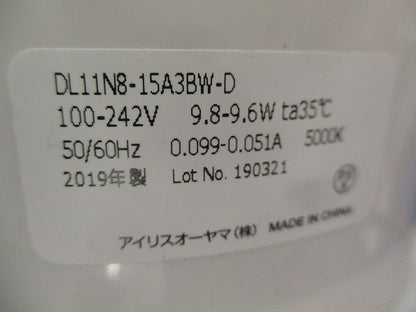 DL11N8-15A3BW-D
100-242V 9.8-9.6W ta35℃
50/60Hz 0.099-0.051A 5000K
2019年製 Lot No. 190321
アイリスオーヤマ(株) MADE IN CHINA